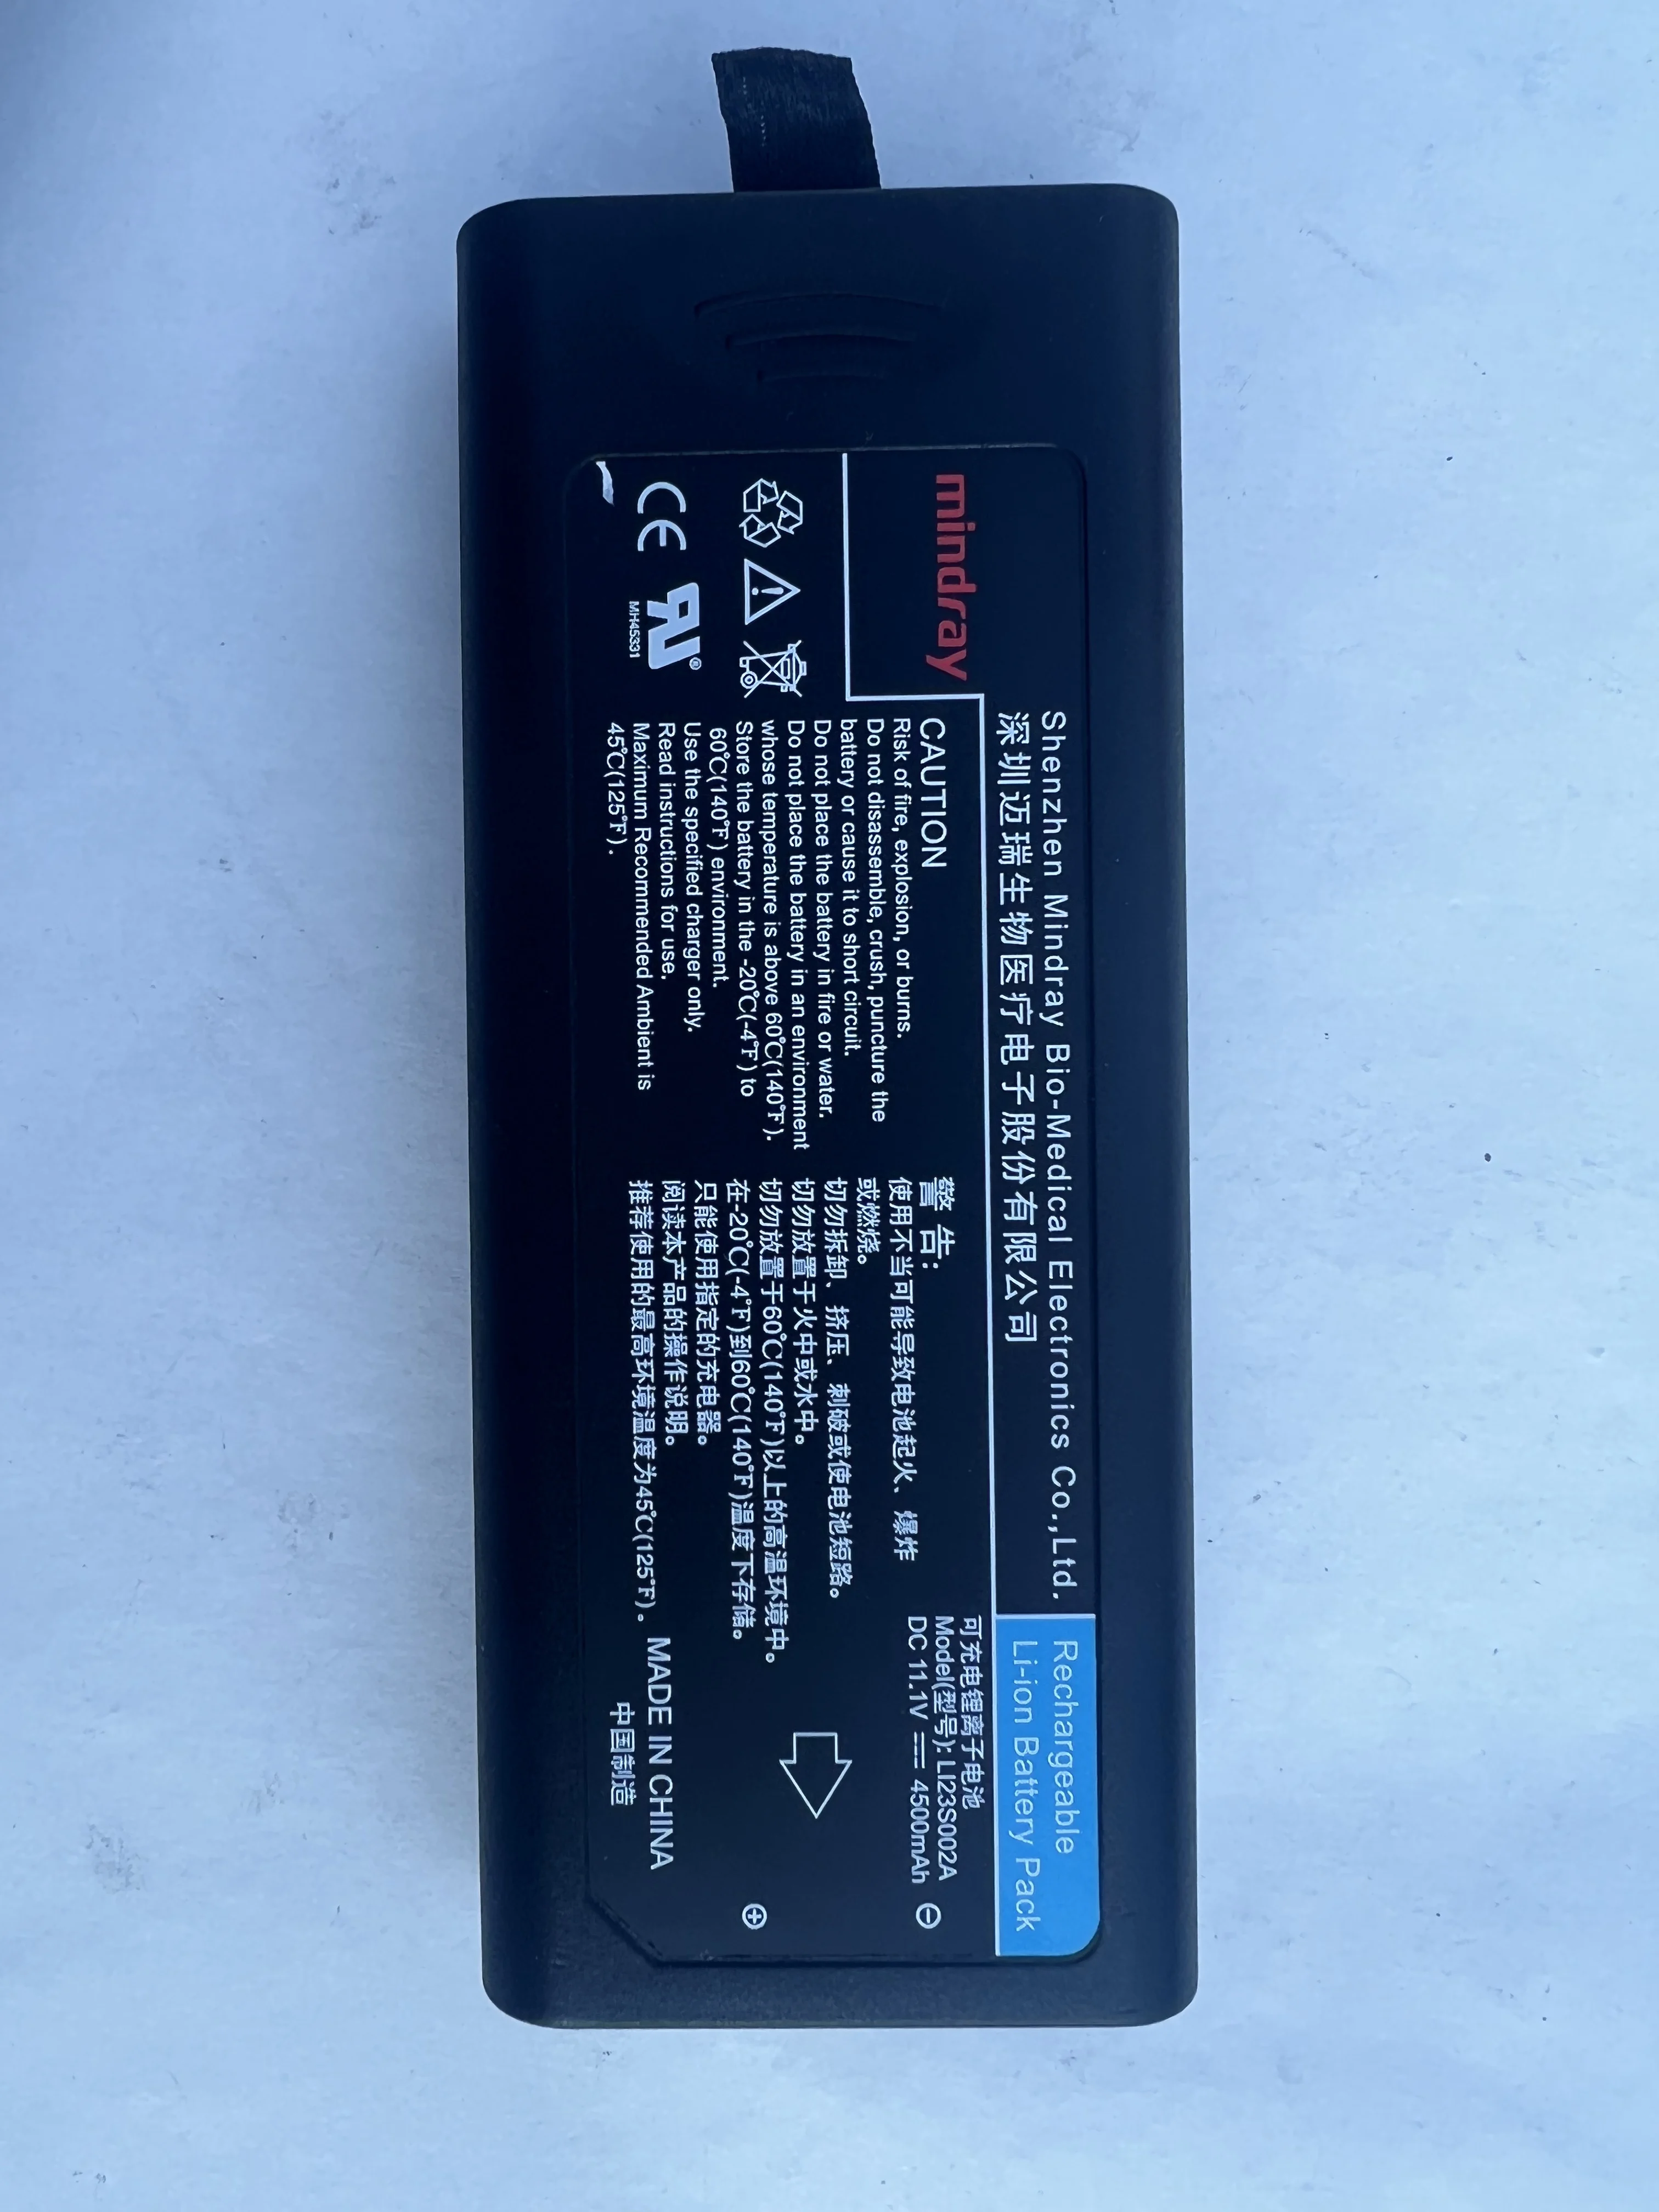 mindray
Shenzhen Mindray Bio-Medical Electronics Co.,Ltd.
深圳迈瑞生物医疗电子股份有限公司
Rechargeable
Li-ion Battery Pack
CE
MH45331
CAUTION
Risk of fire, explosion, or burns.
Do not disassemble, crush, puncture the
battery or cause it to short circuit.
Do not place the battery in fire or water.
Do not place the battery in an environment
whose temperature is above 60℃(140℉).
Store the battery in the -20℃(-4℉) to
60℃(140℉) environment.
Use the specified charger only.
Read instructions for use.
Maximum Recommended Ambient is
45℃(125℉).
警 告:
使用不当可能导致电池起火、爆炸
或燃烧。
切勿拆卸、挤压、刺破或使电池短路。
切勿放置于火中或水中。
切勿放置于60℃(140℉)以上的高温环境中。
在-20℃(-4℉)到60℃(140℉)温度下存储。
只能使用指定的充电器。
阅读本产品的操作说明。
推荐使用的最高环境温度为45℃(125℉)。
可充电锂离子电池
Model(型号): LI23S002A
DC 11.1V ⎓ 4500mAh
⊖
⊕
MADE IN CHINA
中国制造